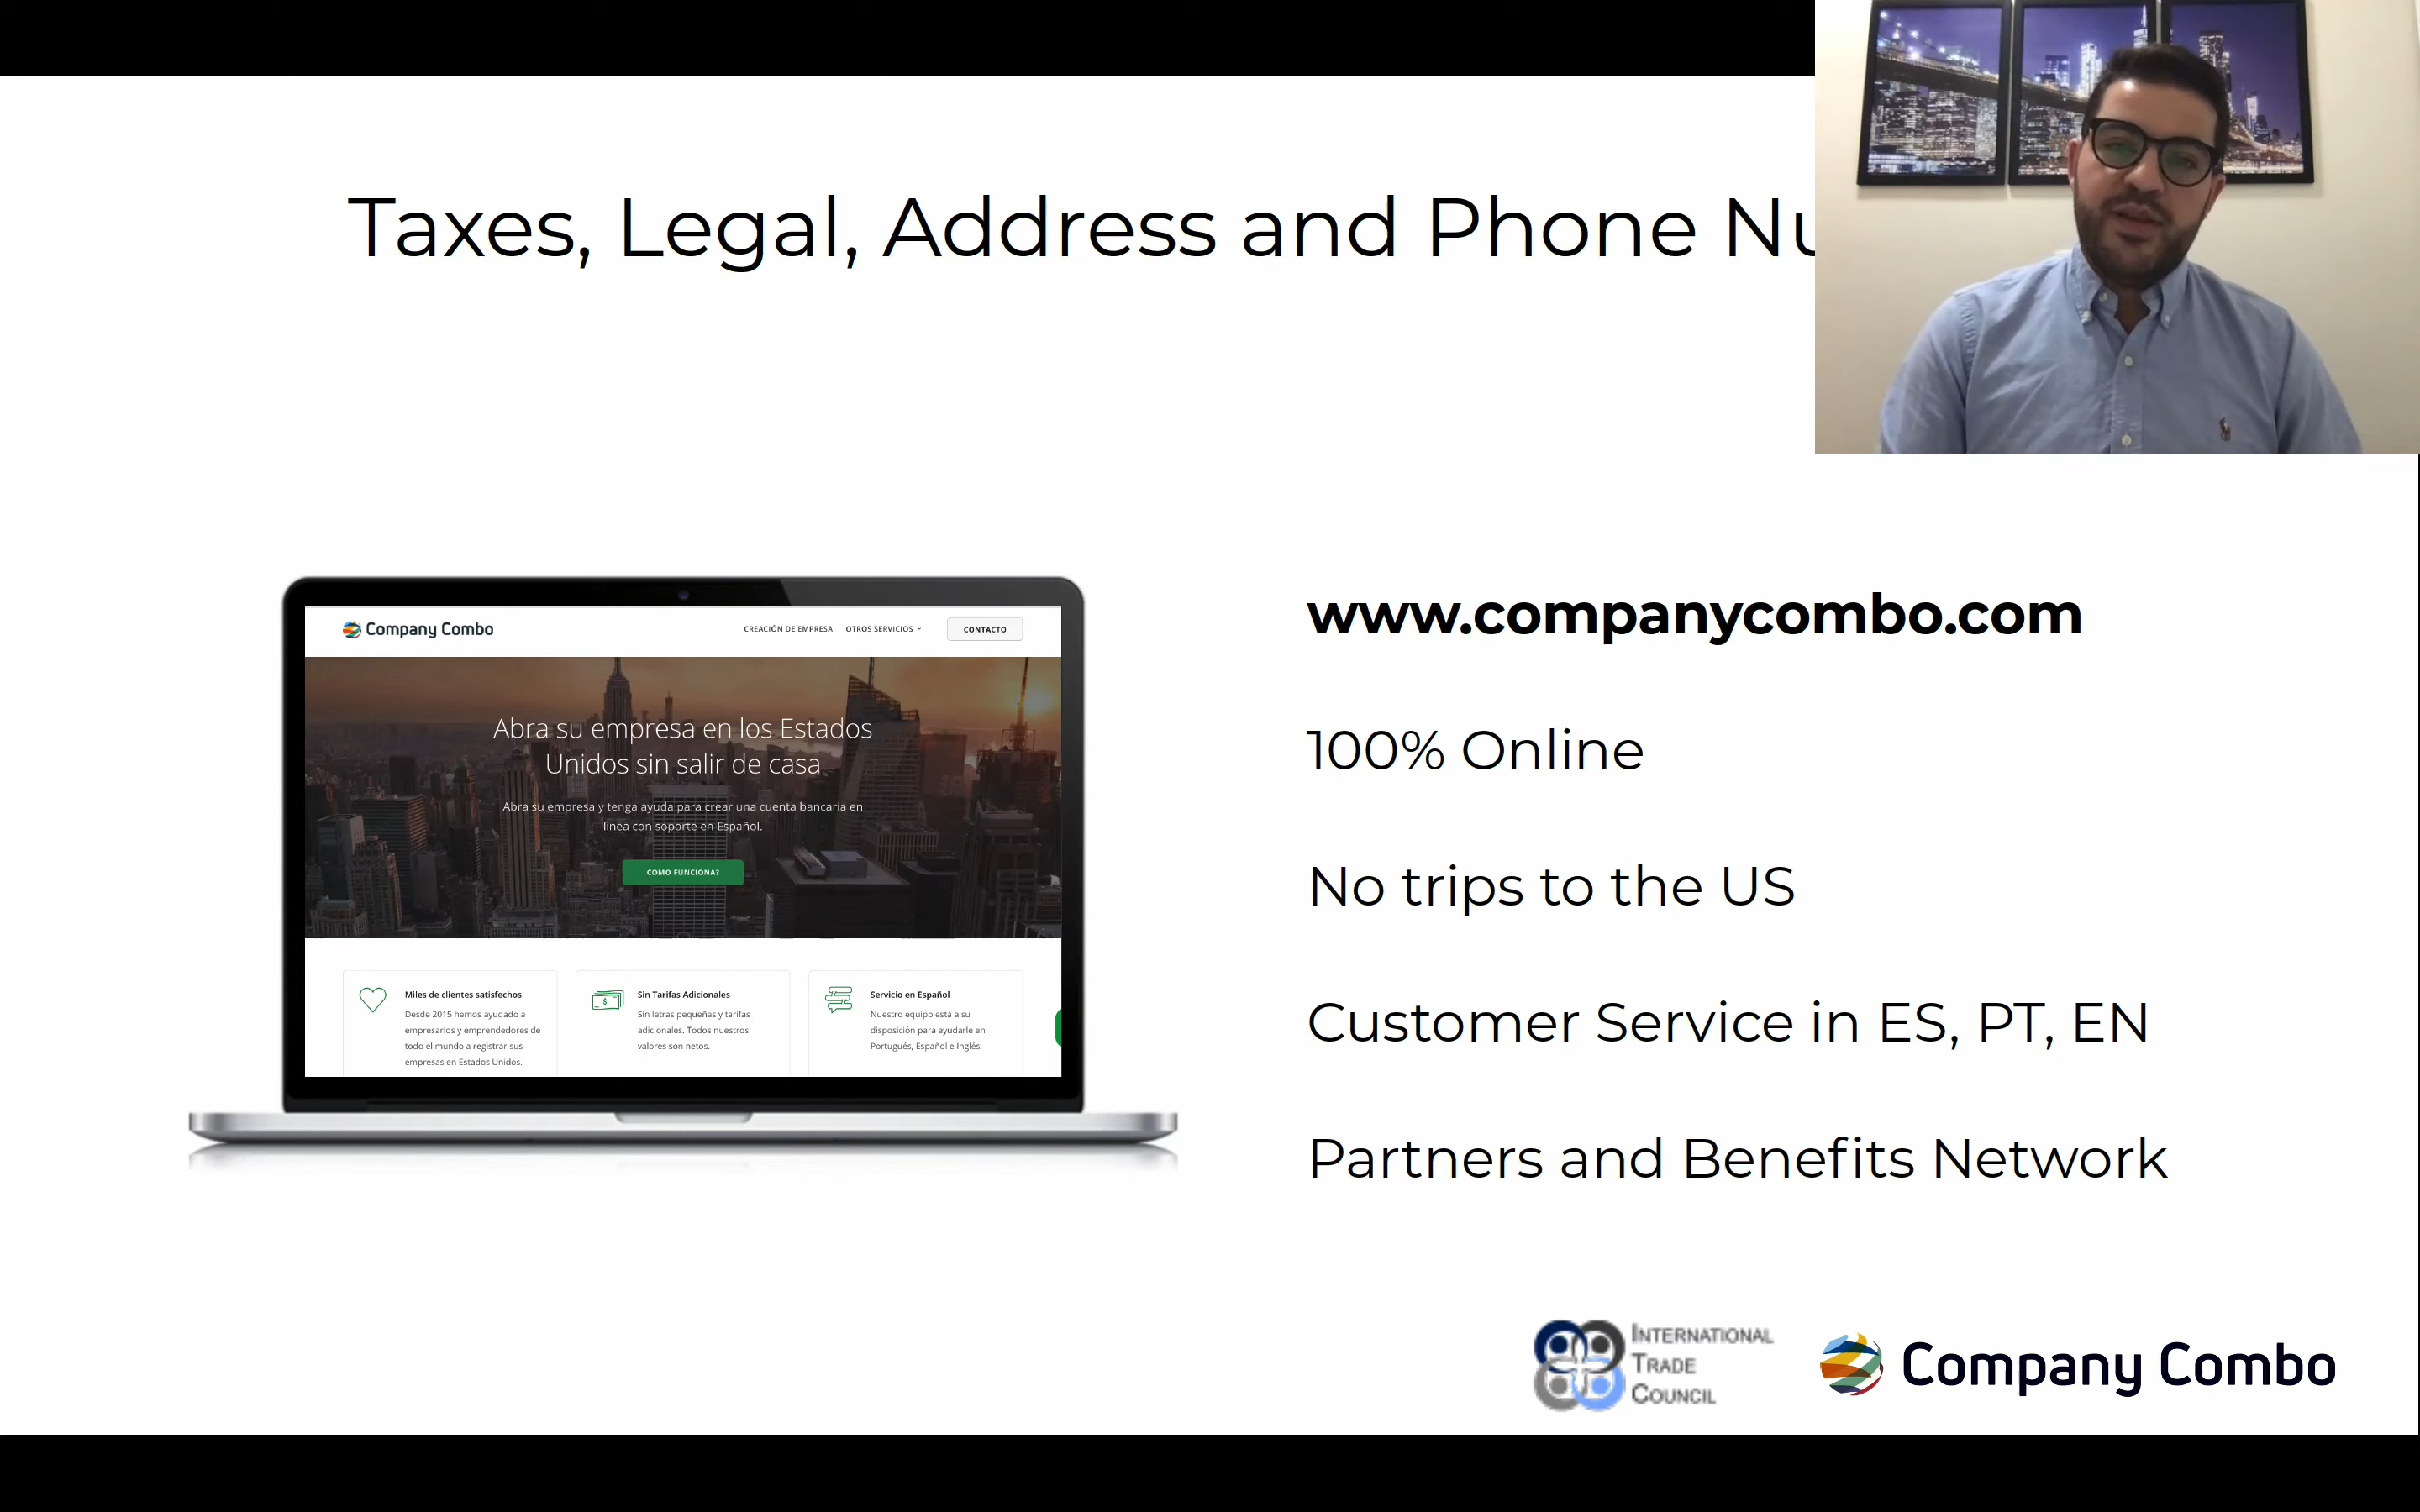 Taxes, Legal, Address and Phone Nu
www.companycombo.com
100% Online
No trips to the US
Customer Service in ES, PT, EN
Partners and Benefits Network
Company Combo
CREACIÓN DE EMPRESA OTROS SERVICIOS CONTACTO
Abra su empresa en los Estados
Unidos sin salir de casa
Abra su empresa y tenga ayuda para crear una cuenta bancaria en
linea con soporte en Español.
COMO FUNCIONA?
Miles de clientes satisfechos
Desde 2015 hemos ayudado a
empresarios y emprendedores de
todo el mundo a registrar sus
empresas en Estados Unidos.
Sin Tarifas Adicionales
Sin letras pequeñas y tarifas
adicionales. Todos nuestros
valores son netos.
Servicio en Español
Nuestro equipo está a su
disposición para ayudarle en
Portugués, Español e Inglés.
INTERNATIONAL
TRADE
COUNCIL
Company Combo